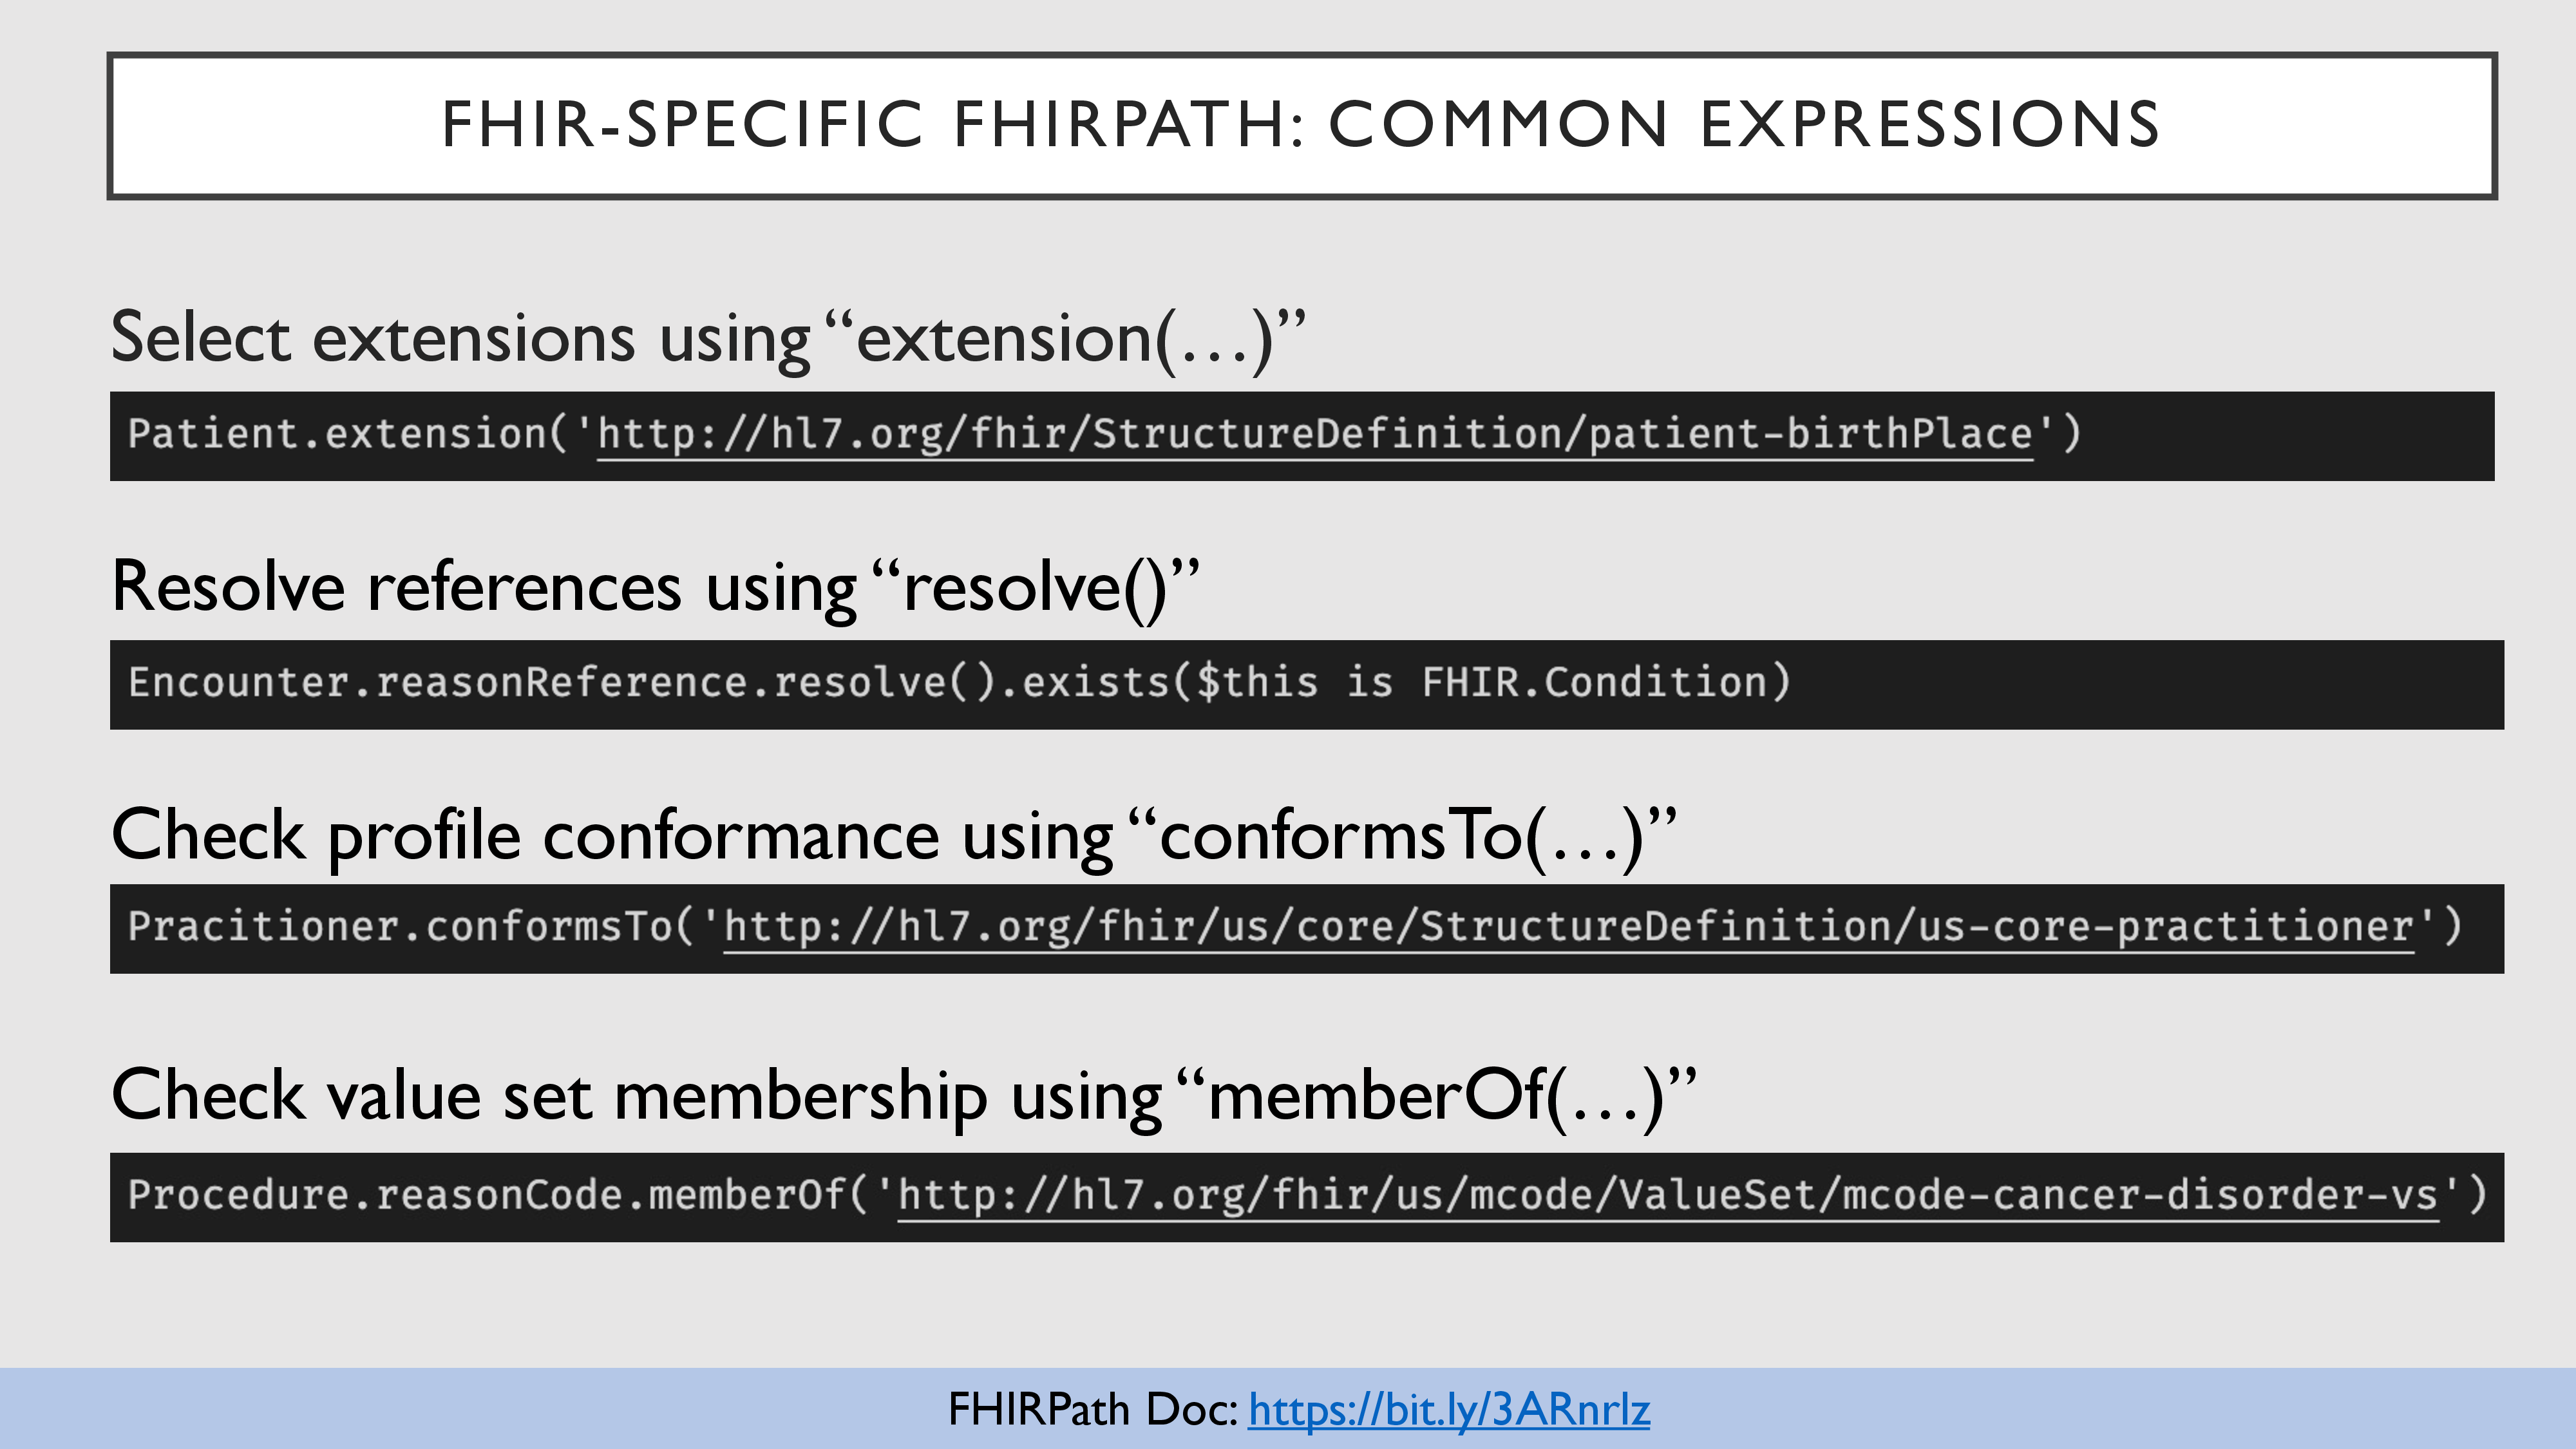 FHIR-SPECIFIC FHIRPATH: COMMON EXPRESSIONS
Select extensions using “extension(…)”
Patient.extension('http://hl7.org/fhir/StructureDefinition/patient-birthPlace')
Resolve references using “resolve()”
Encounter.reasonReference.resolve().exists($this is FHIR.Condition)
Check profile conformance using “conformsTo(…)”
Pracitioner.conformsTo('http://hl7.org/fhir/us/core/StructureDefinition/us-core-practitioner')
Check value set membership using “memberOf(…)”
Procedure.reasonCode.memberOf('http://hl7.org/fhir/us/mcode/ValueSet/mcode-cancer-disorder-vs')
FHIRPath Doc: https://bit.ly/3ARnrlz